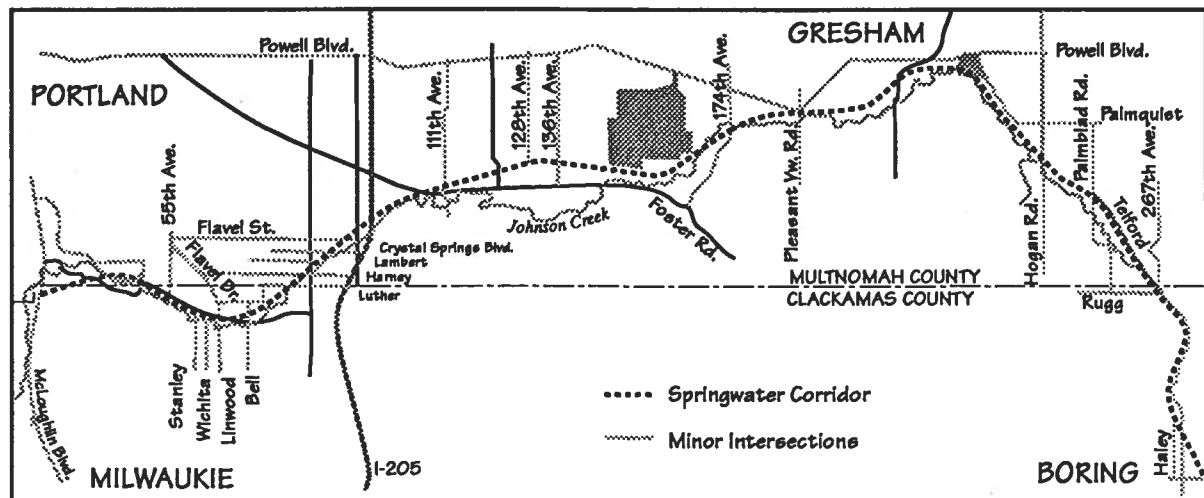 GRESHAM
Powell Blvd.
Powell Blvd.
PORTLAND
111th Ave.
128th Ave.
136th Ave.
174th Ave.
Pleasant Vw. Rd.
Palmblad Rd.
Palmquist
267th Ave.
55th Ave.
Flavel St.
Flavel Dr.
Johnson Creek
Foster Rd.
Hogan Rd.
Telford
Crystal Springs Blvd.
Lambert
Harney
Luther
MULTNOMAH COUNTY
CLACKAMAS COUNTY
Rugg
Stanley
Wichita
Linwood
Bell
McLoughlin Blvd.
Springwater Corridor
Minor Intersections
Haley
I-205
MILWAUKIE
BORING